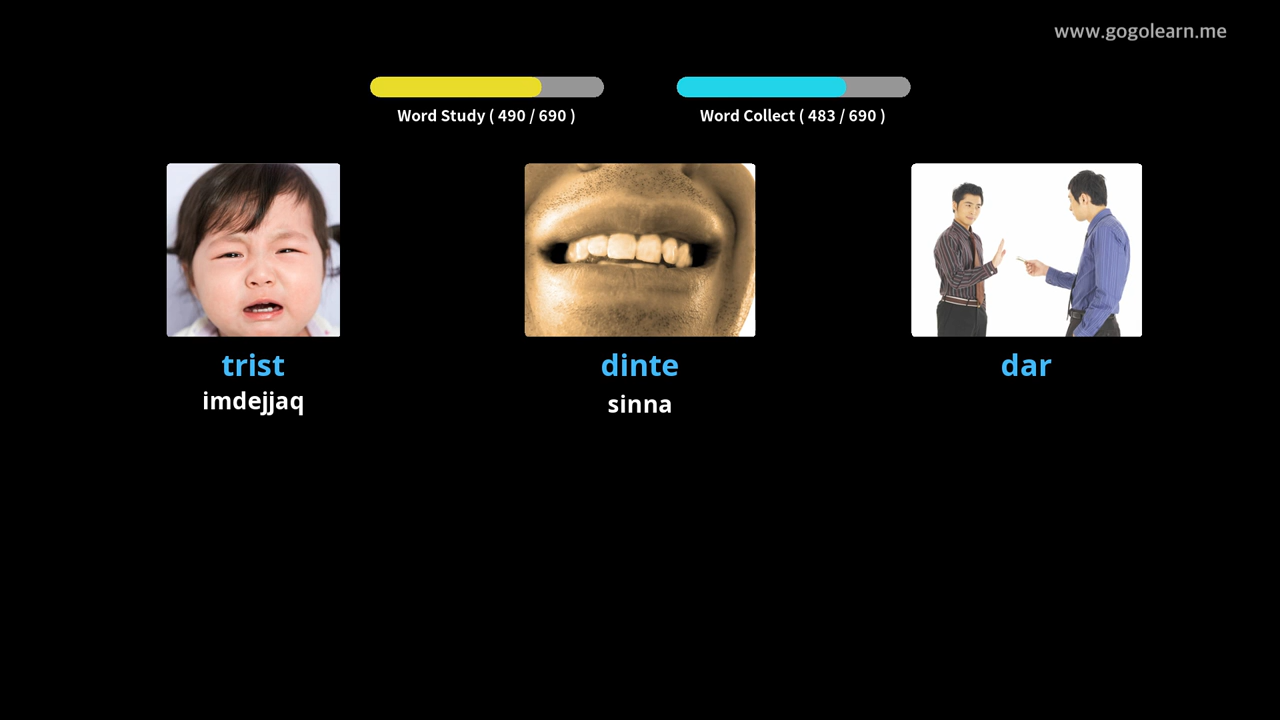 www.gogolearn.me
Word Study ( 490 / 690 )
Word Collect ( 483 / 690 )
trist
imdejjaq
dinte
sinna
dar